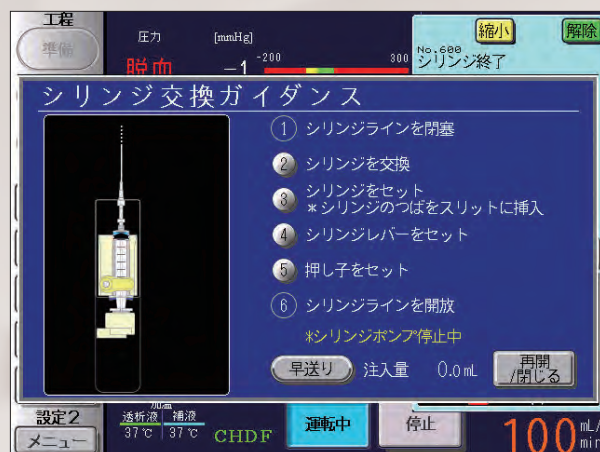 工程
準備
圧力 [mmHg]
脱血 -1 -200 300
縮小 解除
No.600
シリンジ終了
シリンジ交換ガイダンス
① シリンジラインを閉塞
② シリンジを交換
③ シリンジをセット
*シリンジのつばをスリットに挿入
④ シリンジレバーをセット
⑤ 押し子をセット
⑥ シリンジラインを開放
*シリンジポンプ停止中
早送り 注入量 0.0mL 再開
/閉じる
設定2
メニュー
加温
透析液 補液
37℃ 37℃ CHDF
運転中 停止
100 mL/
min